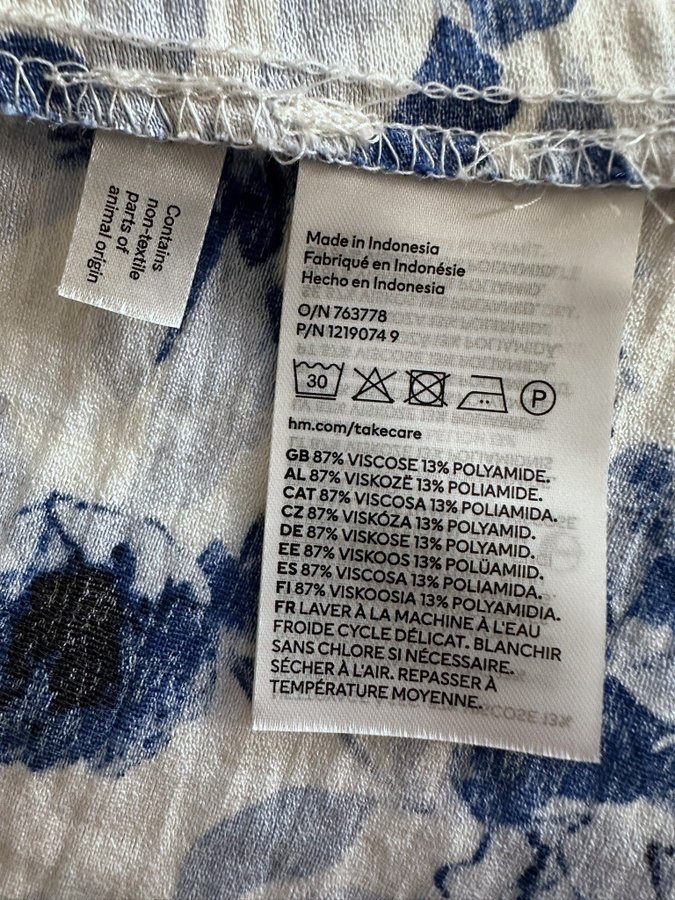 Contains
non-textile
parts of
animal origin
Made in Indonesia
Fabriqué en Indonésie
Hecho en Indonesia
O/N 763778
P/N 1219074 9
30 P
hm.com/takecare
GB 87% VISCOSE 13% POLYAMIDE.
AL 87% VISKOZË 13% POLIAMIDE.
CAT 87% VISCOSA 13% POLIAMIDA.
CZ 87% VISKÓZA 13% POLYAMID.
DE 87% VISKOSE 13% POLYAMID.
EE 87% VISKOOS 13% POLÜAMIID.
ES 87% VISCOSA 13% POLIAMIDA.
FI 87% VISKOOSIA 13% POLYAMIDIA.
FR LAVER À LA MACHINE À L'EAU
FROIDE CYCLE DÉLICAT. BLANCHIR
SANS CHLORE SI NÉCESSAIRE.
SÉCHER À L'AIR. REPASSER À
TEMPÉRATURE MOYENNE.